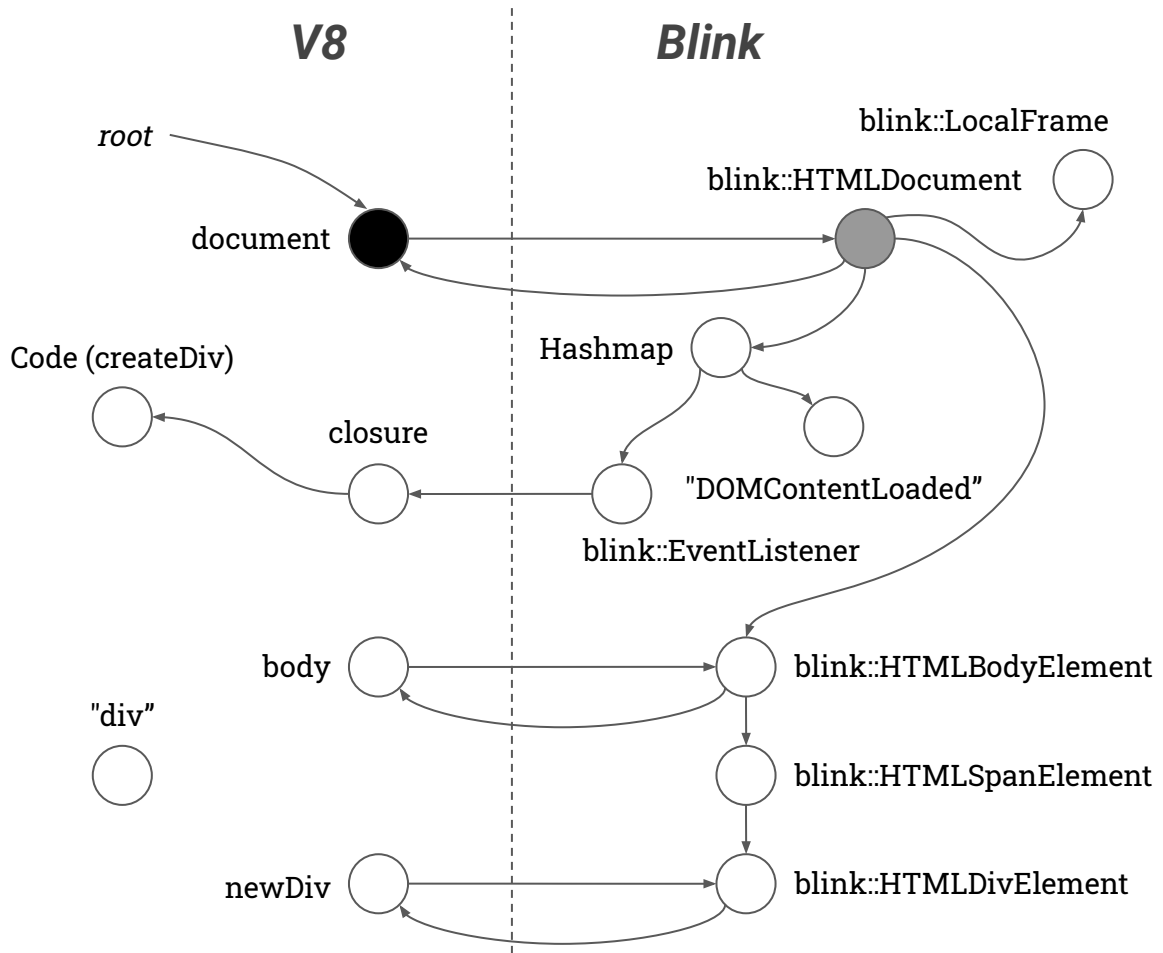 V8
Blink
blink::LocalFrame
root
blink::HTMLDocument
document
Hashmap
Code (createDiv)
closure
"DOMContentLoaded”
blink::EventListener
body
blink::HTMLBodyElement
"div”
blink::HTMLSpanElement
newDiv
blink::HTMLDivElement